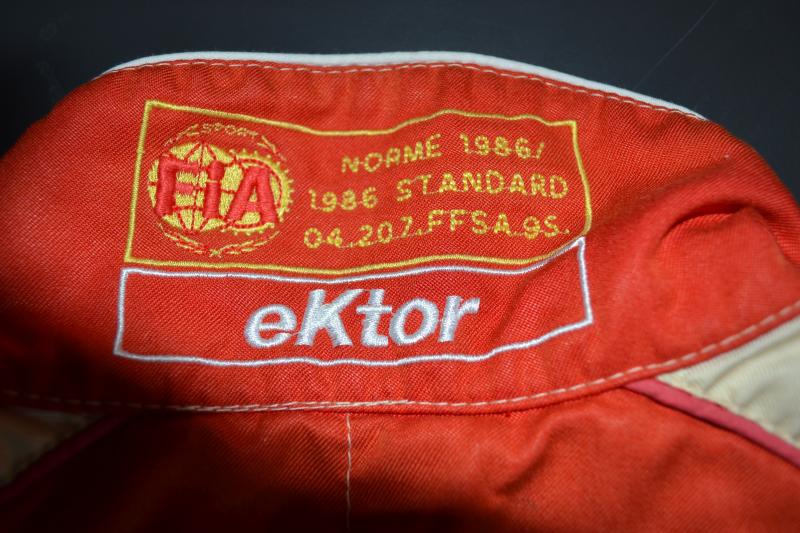 SPORT
FiA
NORME 1986/
1986 STANDARD
04.207.FFSA.95.
eKtor